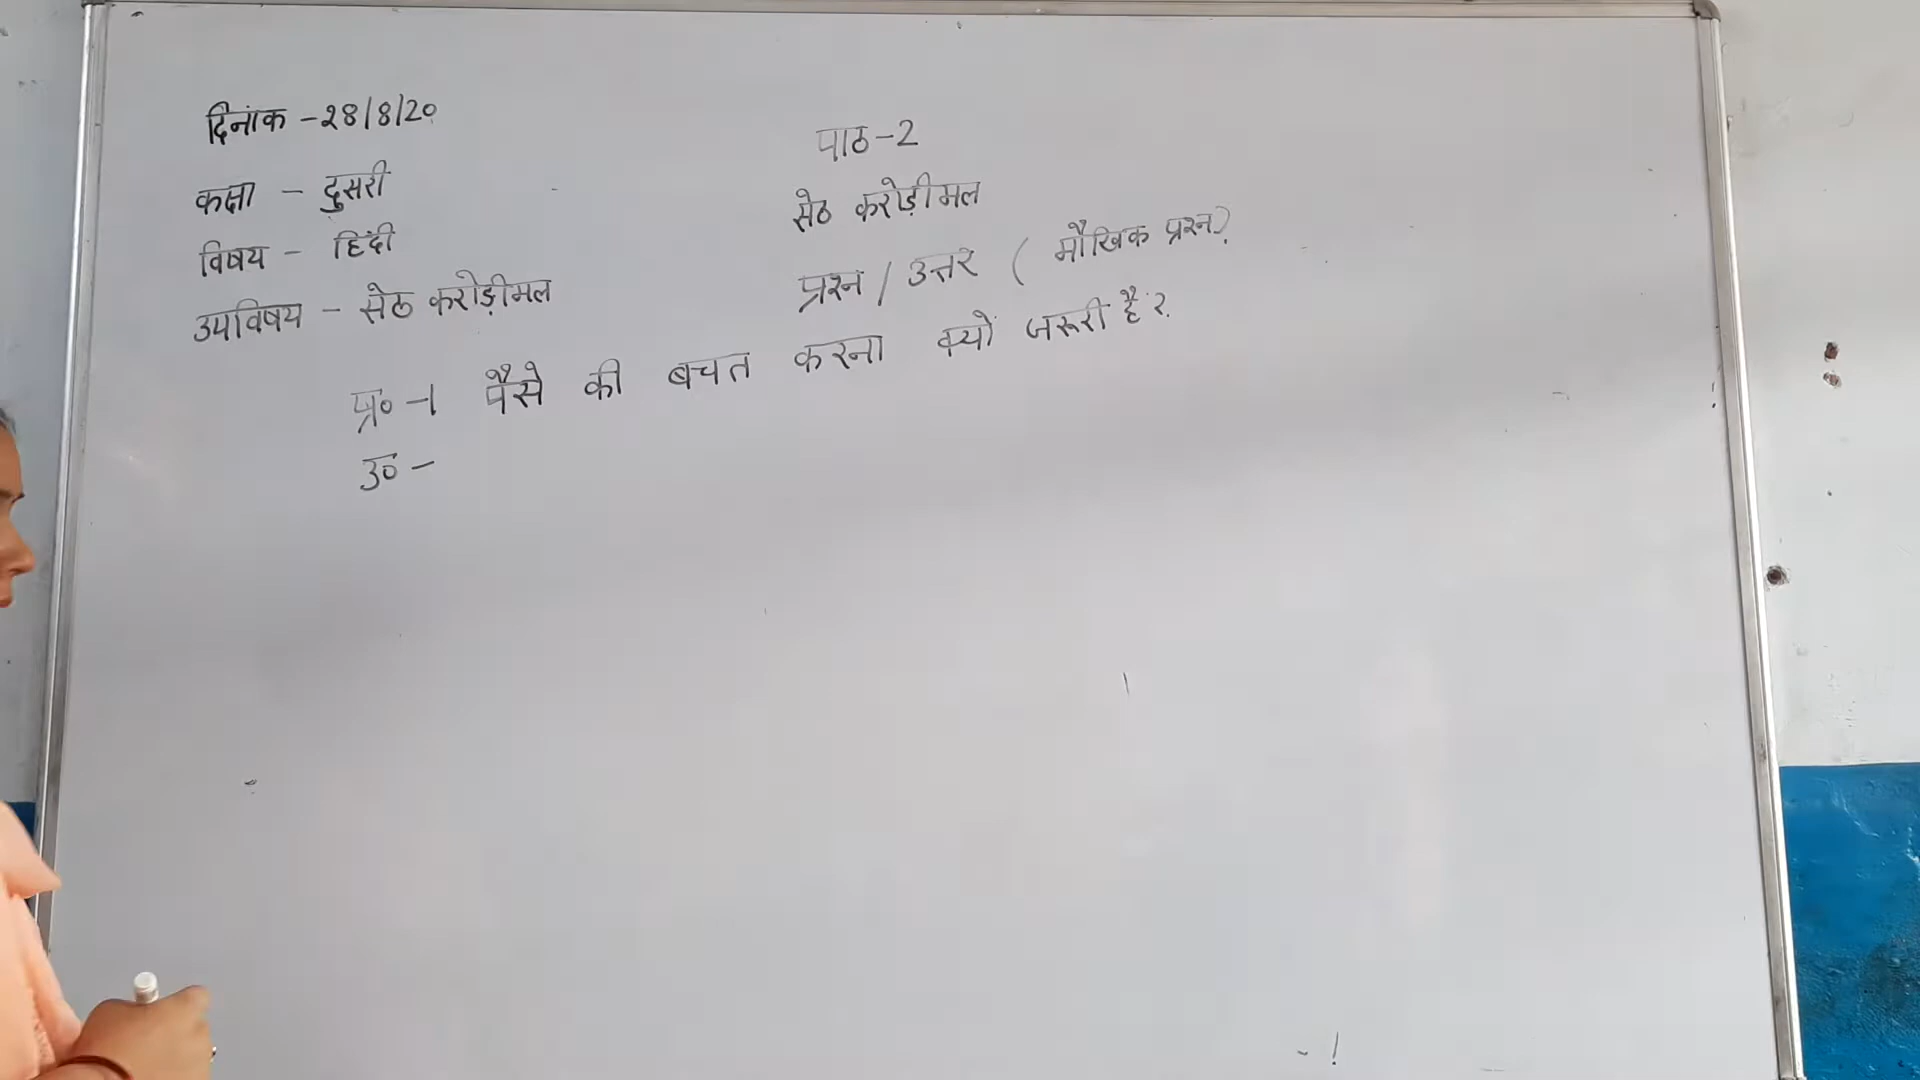 दिनांक -28/8/20
कक्षा - दुसरी
विषय - हिंदी
उपविषय - सेठ करोड़ीमल
पाठ-2
सेठ करोड़ीमल
प्रश्न / उत्तर ( मौखिक प्रश्न)
प्र० -1 पैसे की बचत करना क्यों जरूरी है ?
उ० -